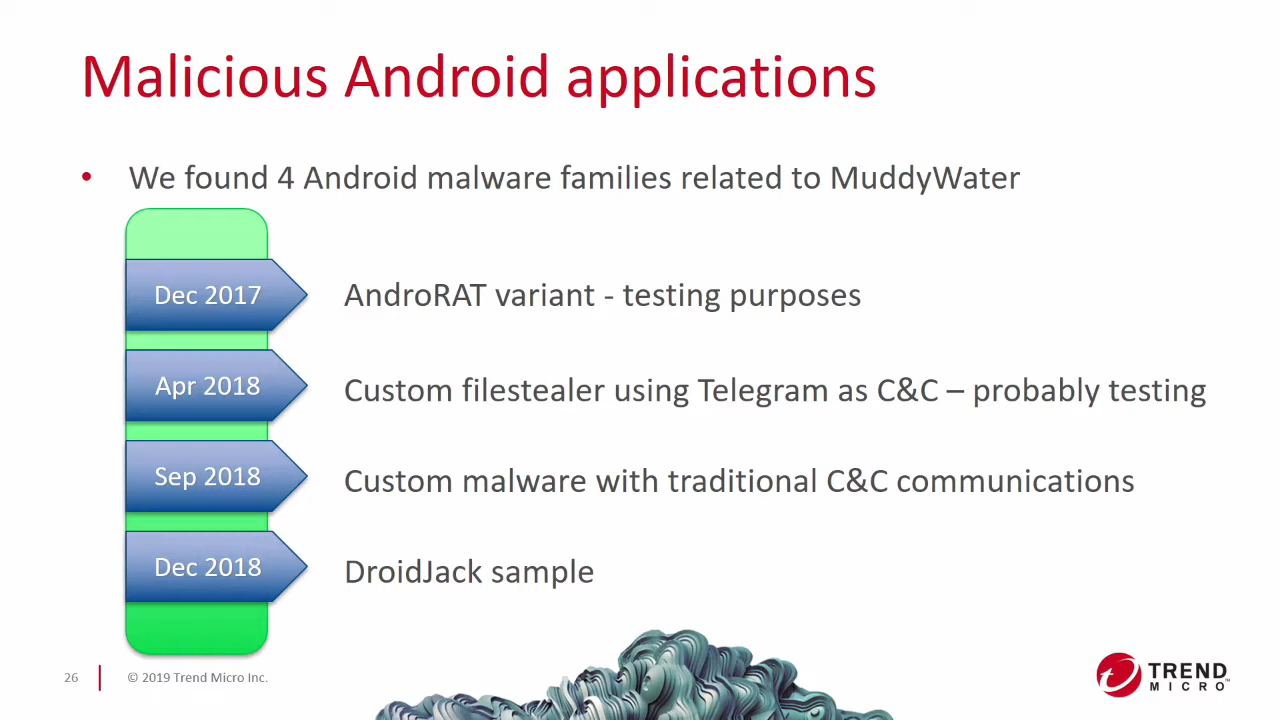 Malicious Android applications
• We found 4 Android malware families related to MuddyWater
Dec 2017
AndroRAT variant - testing purposes
Apr 2018
Custom filestealer using Telegram as C&C – probably testing
Sep 2018
Custom malware with traditional C&C communications
Dec 2018
DroidJack sample
26
© 2019 Trend Micro Inc.
TREND
MICRO™